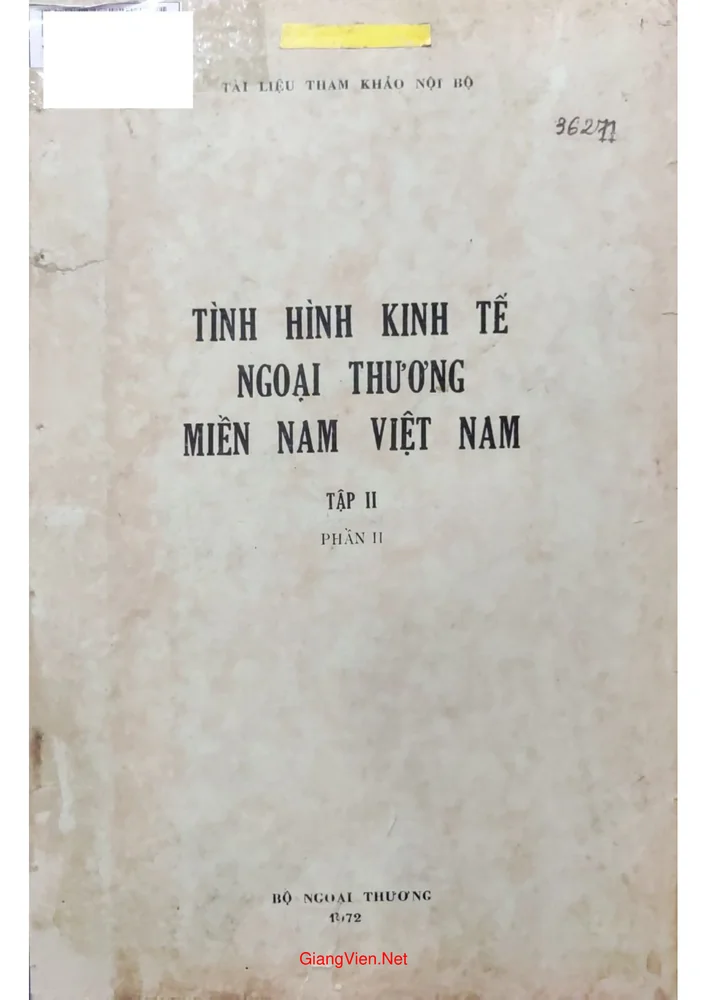 TÀI LIỆU THAM KHẢO NỘI BỘ
36271
TÌNH HÌNH KINH TẾ
NGOẠI THƯƠNG
MIỀN NAM VIỆT NAM
TẬP II
PHẦN II
BỘ NGOẠI THƯƠNG
1972
GiangVien.Net